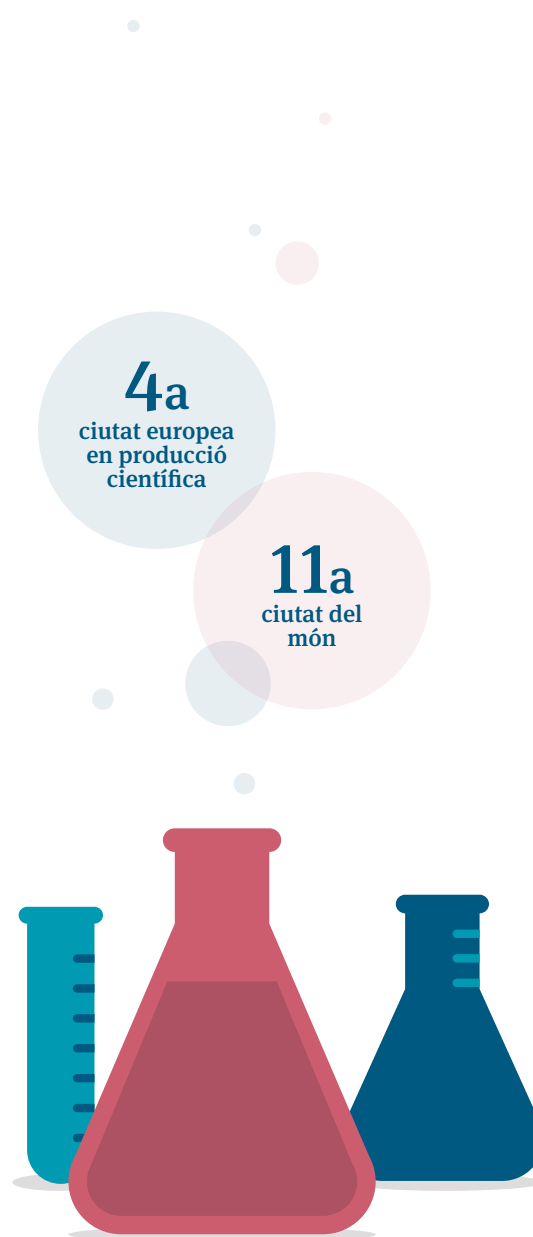 4a
ciutat europea
en producció
científica
11a
ciutat del
món